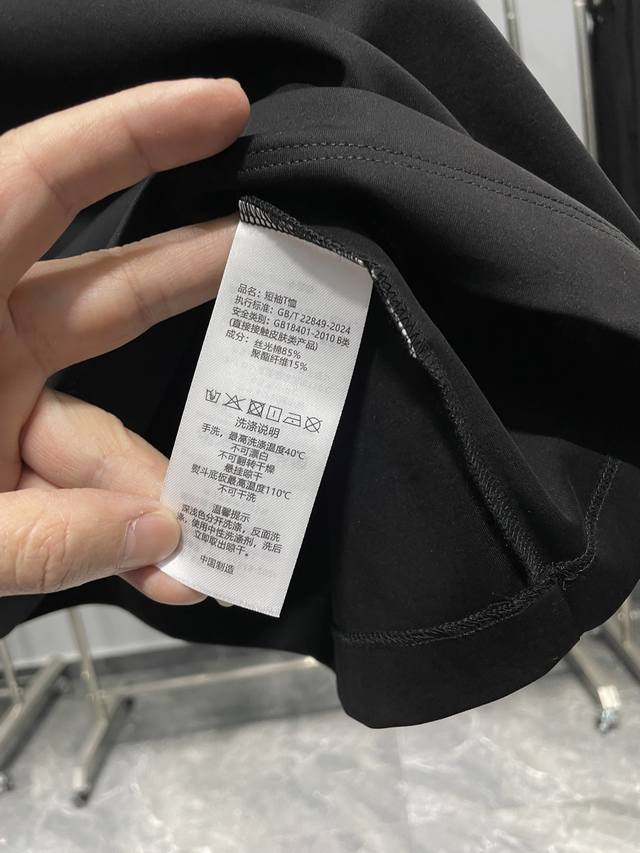 品名：短袖T恤
执行标准：GB/T 22849-2024
安全类别：GB18401-2010 B类
(直接接触皮肤类产品)
成分：丝光棉85%
聚酯纤维15%
洗涤说明
手洗，最高洗涤温度40℃
不可漂白
不可翻转干燥
悬挂晾干
熨斗底板最高温度110℃
不可干洗
温馨提示
深浅色分开洗涤，反面洗
涤，使用中性洗涤剂，洗后
立即取出晾干。
中国制造